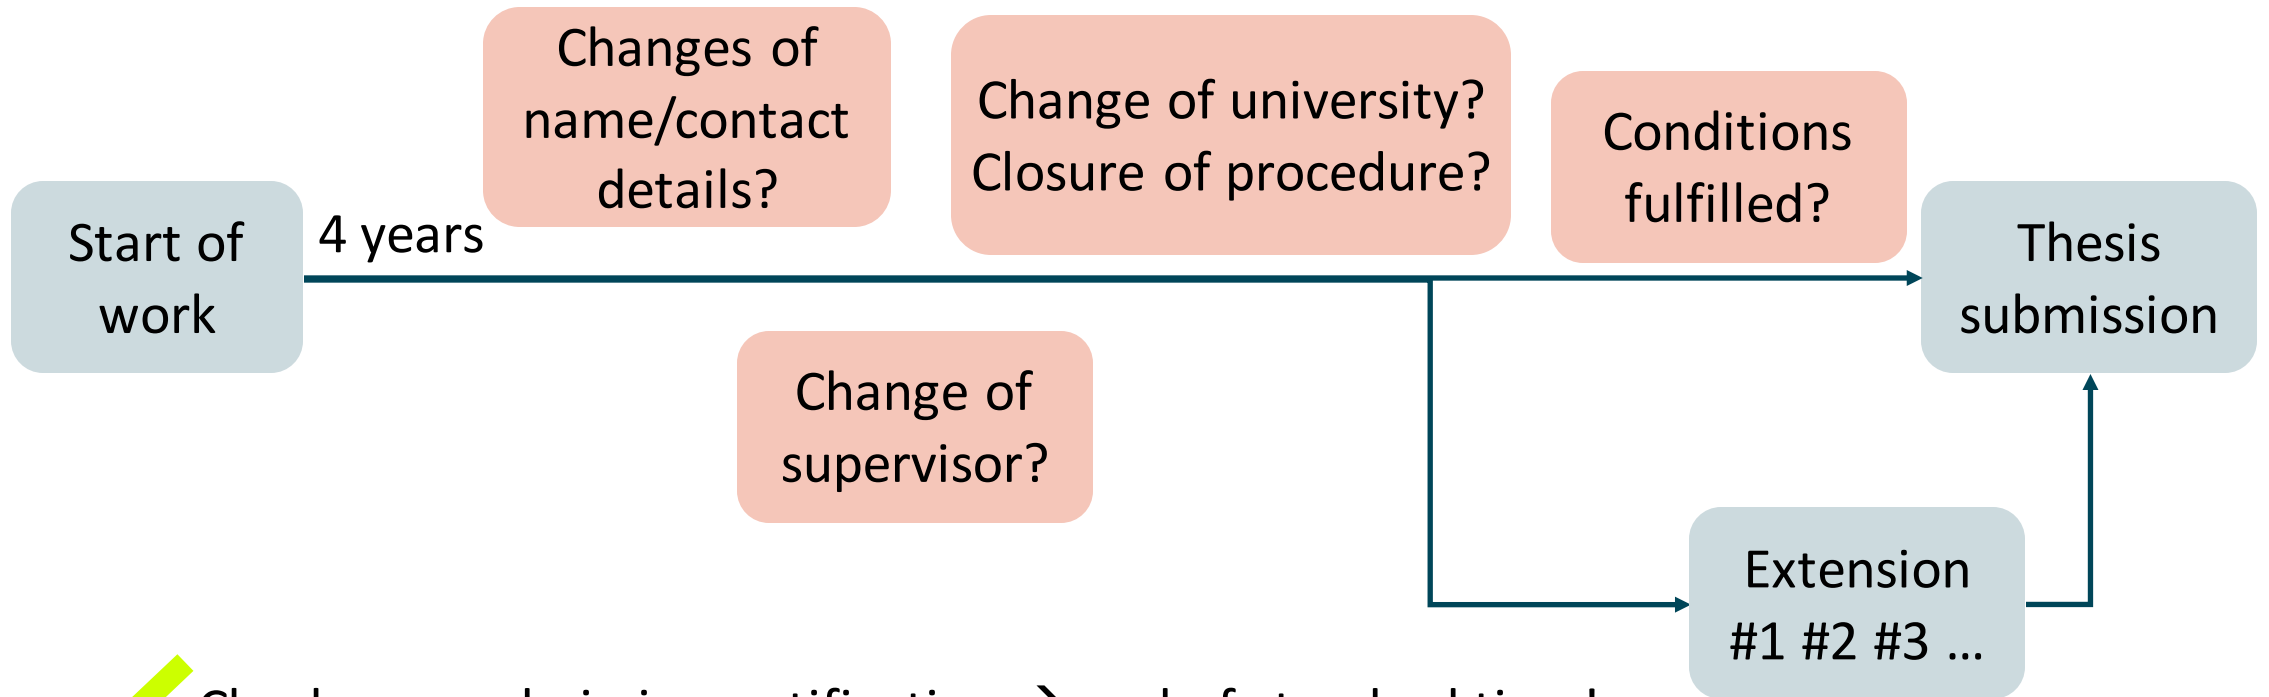 Changes of
name/contact
details?
Change of university?
Closure of procedure?
Conditions
fulfilled?
Start of
work
4 years
Thesis
submission
Change of
supervisor?
Extension
#1 #2 #3 ...